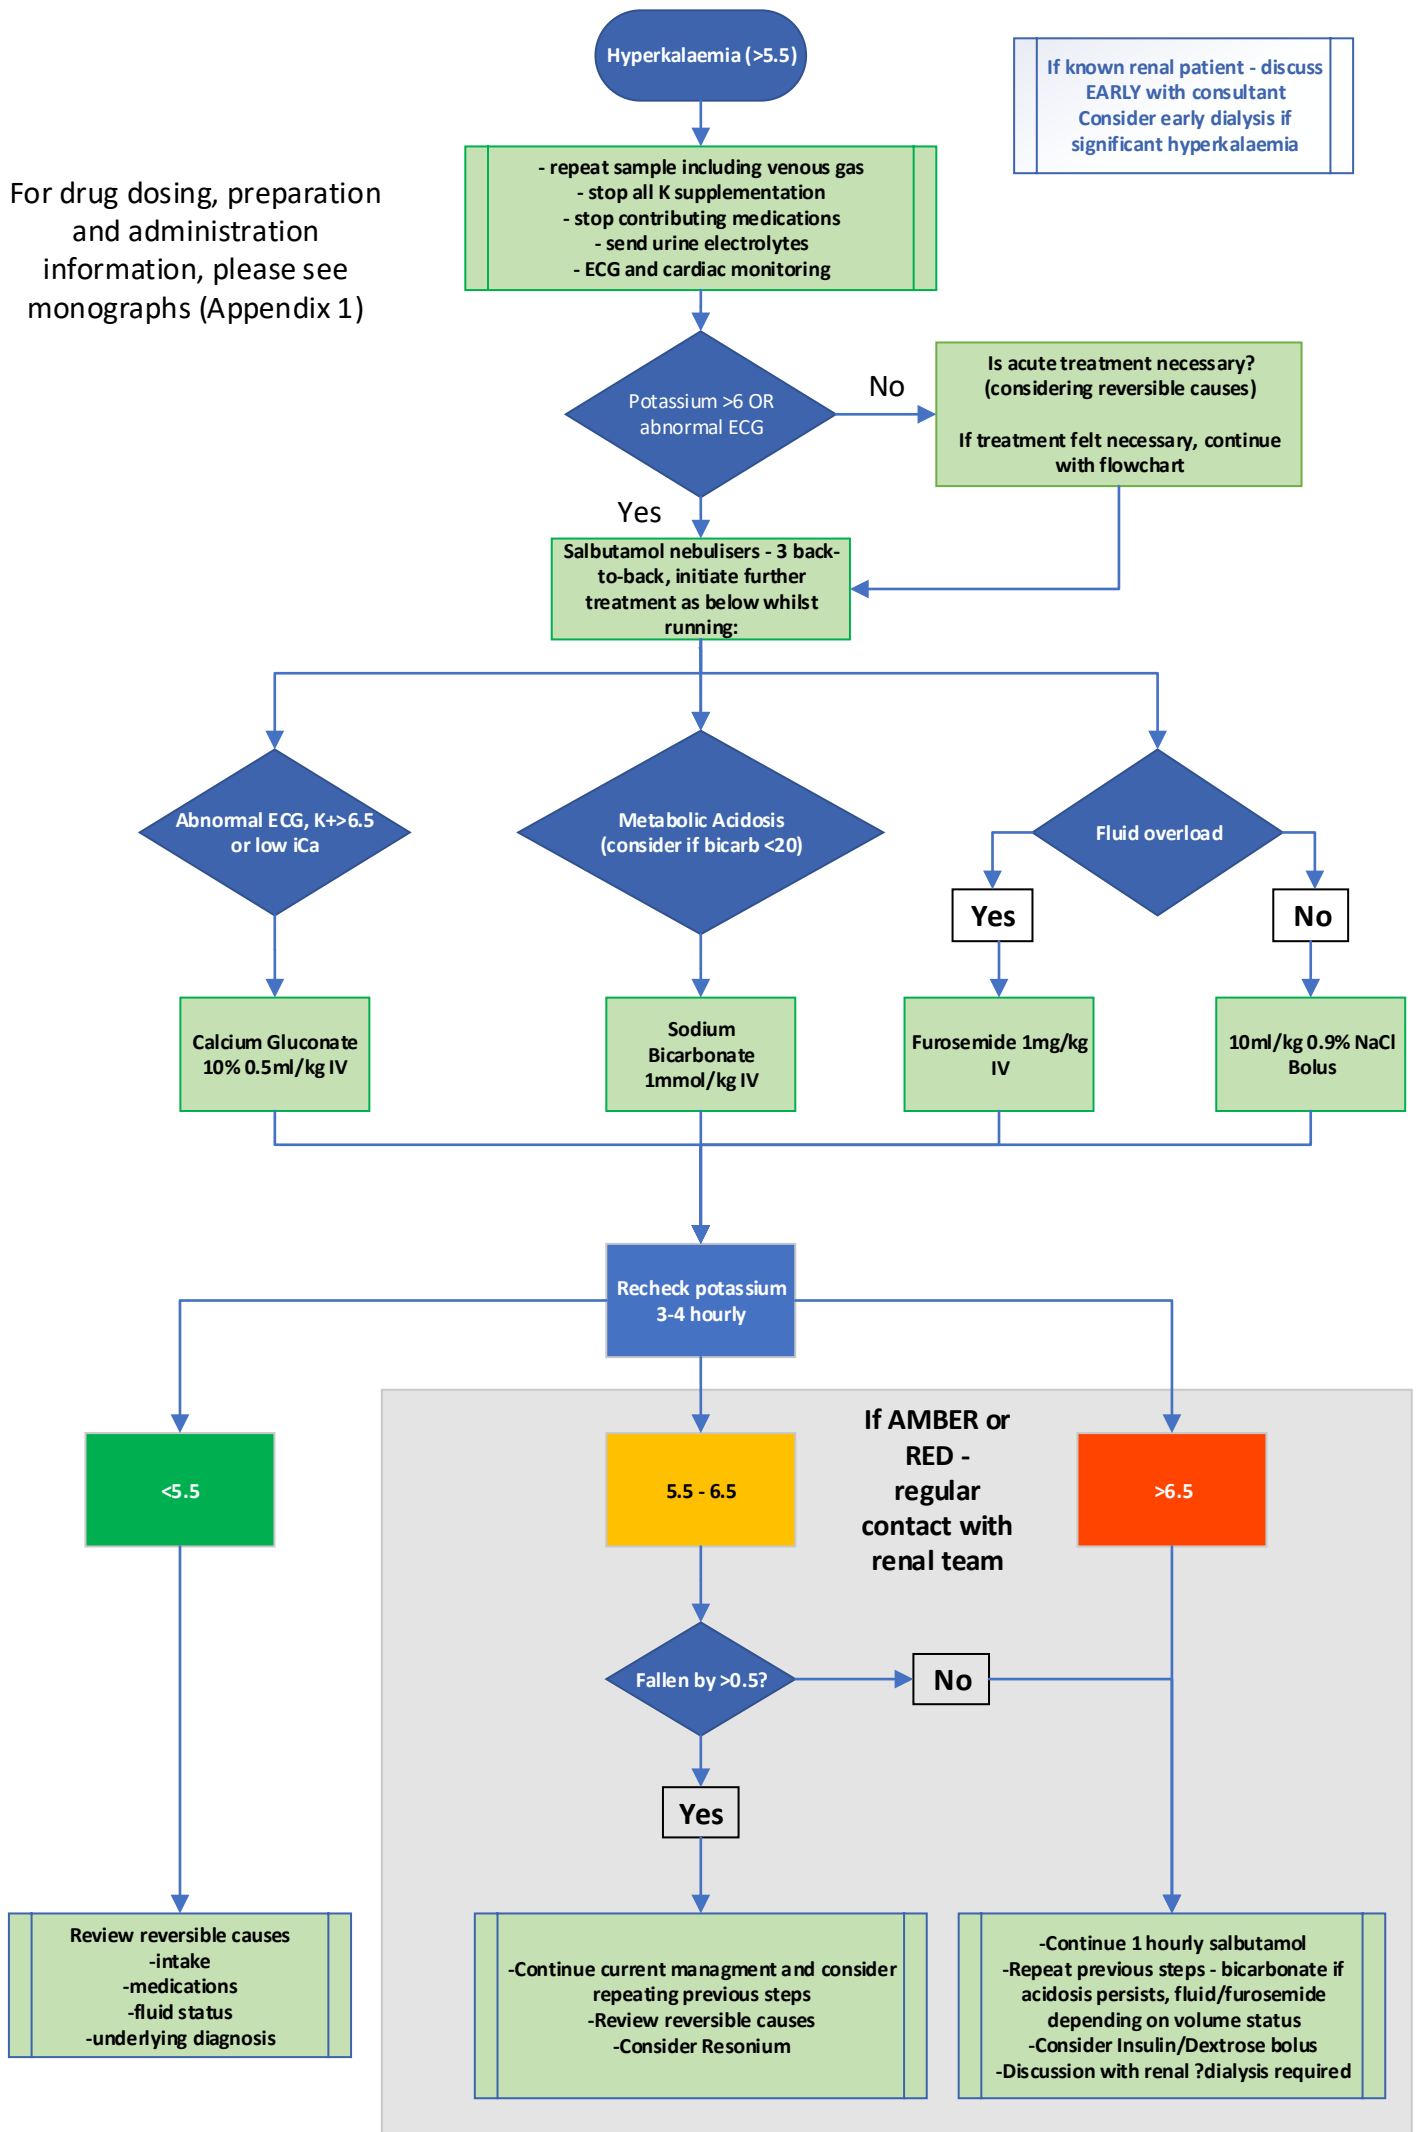 Hyperkalaemia (>5.5)
If known renal patient - discuss
EARLY with consultant
Consider early dialysis if
significant hyperkalaemia
For drug dosing, preparation
and administration
information, please see
monographs (Appendix 1)
- repeat sample including venous gas
- stop all K supplementation
- stop contributing medications
- send urine electrolytes
- ECG and cardiac monitoring
Potassium >6 OR
abnormal ECG
No
Is acute treatment necessary?
(considering reversible causes)
If treatment felt necessary, continue
with flowchart
Yes
Salbutamol nebulisers - 3 back-
to-back, initiate further
treatment as below whilst
running:
Abnormal ECG, K+>6.5
or low iCa
Metabolic Acidosis
(consider if bicarb <20)
Fluid overload
Yes
No
Calcium Gluconate
10% 0.5ml/kg IV
Sodium
Bicarbonate
1mmol/kg IV
Furosemide 1mg/kg
IV
10ml/kg 0.9% NaCl
Bolus
Recheck potassium
3-4 hourly
<5.5
5.5 - 6.5
If AMBER or
RED -
regular
contact with
renal team
>6.5
Fallen by >0.5?
No
Yes
Review reversible causes
-intake
-medications
-fluid status
-underlying diagnosis
-Continue current managment and consider
repeating previous steps
-Review reversible causes
-Consider Resonium
-Continue 1 hourly salbutamol
-Repeat previous steps - bicarbonate if
acidosis persists, fluid/furosemide
depending on volume status
-Consider Insulin/Dextrose bolus
-Discussion with renal ?dialysis required